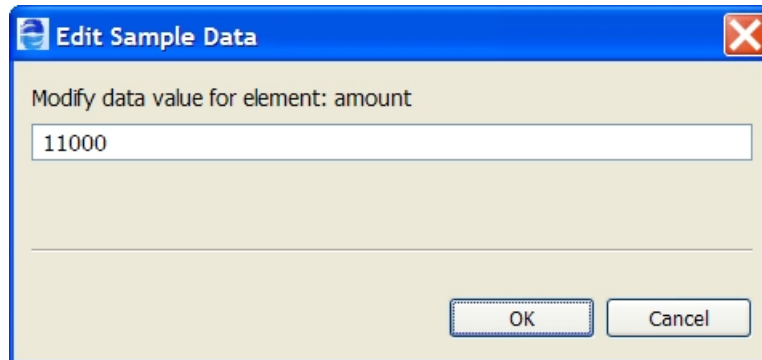 Edit Sample Data
Modify data value for element: amount
11000
OK Cancel